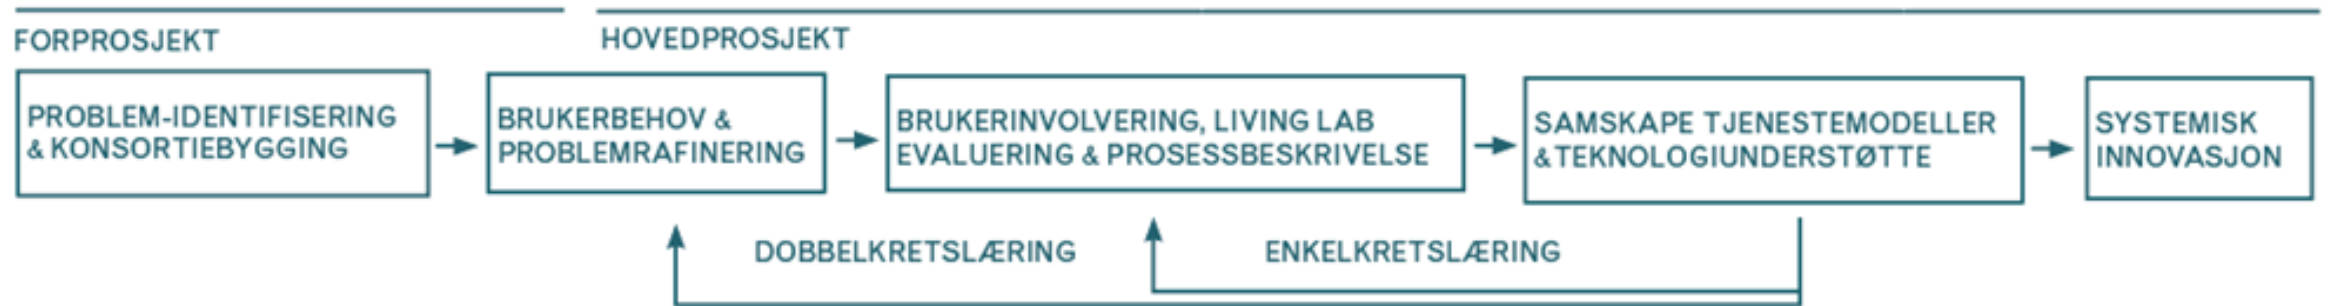 FORPROSJEKT
HOVEDPROSJEKT
PROBLEM-IDENTIFISERING
& KONSORTIEBYGGING
BRUKERBEHOV &
PROBLEMRAFINERING
BRUKERINVOLVERING, LIVING LAB
EVALUERING & PROSESSBESKRIVELSE
SAMSKAPE TJENESTEMODELLER
& TEKNOLOGIUNDERSTØTTE
SYSTEMISK
INNOVASJON
DOBBELKRETSLÆRING
ENKELKRETSLÆRING